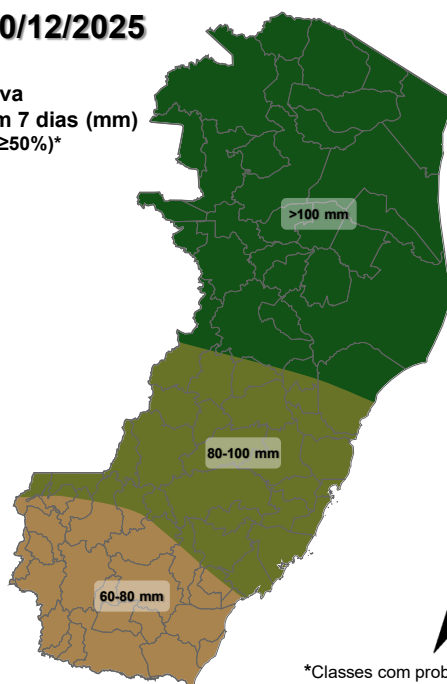 0/12/2025
va
m 7 dias (mm)
≥50%)*
>100 mm
80-100 mm
60-80 mm
*Classes com prob